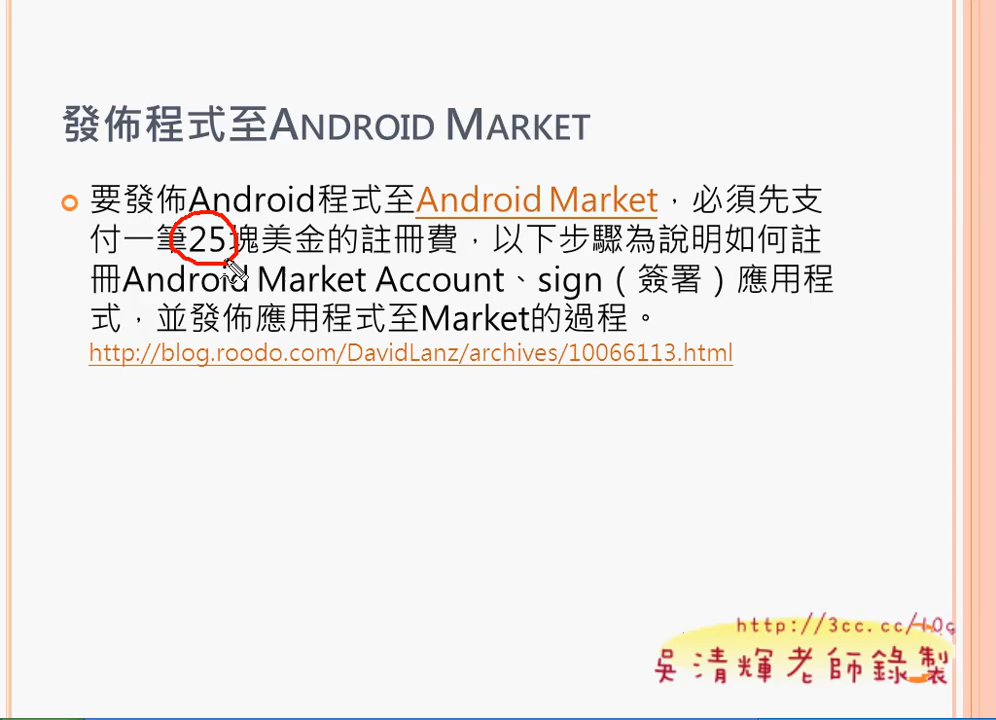 發佈程式至ANDROID MARKET
要發佈Android程式至Android Market，必須先支
付一筆25塊美金的註冊費，以下步驟為說明如何註
冊Android Market Account、sign（簽署）應用程
式，並發佈應用程式至Market的過程。
http://blog.roodo.com/DavidLanz/archives/10066113.html
http://3cc.cc/
吳清輝老師錄製